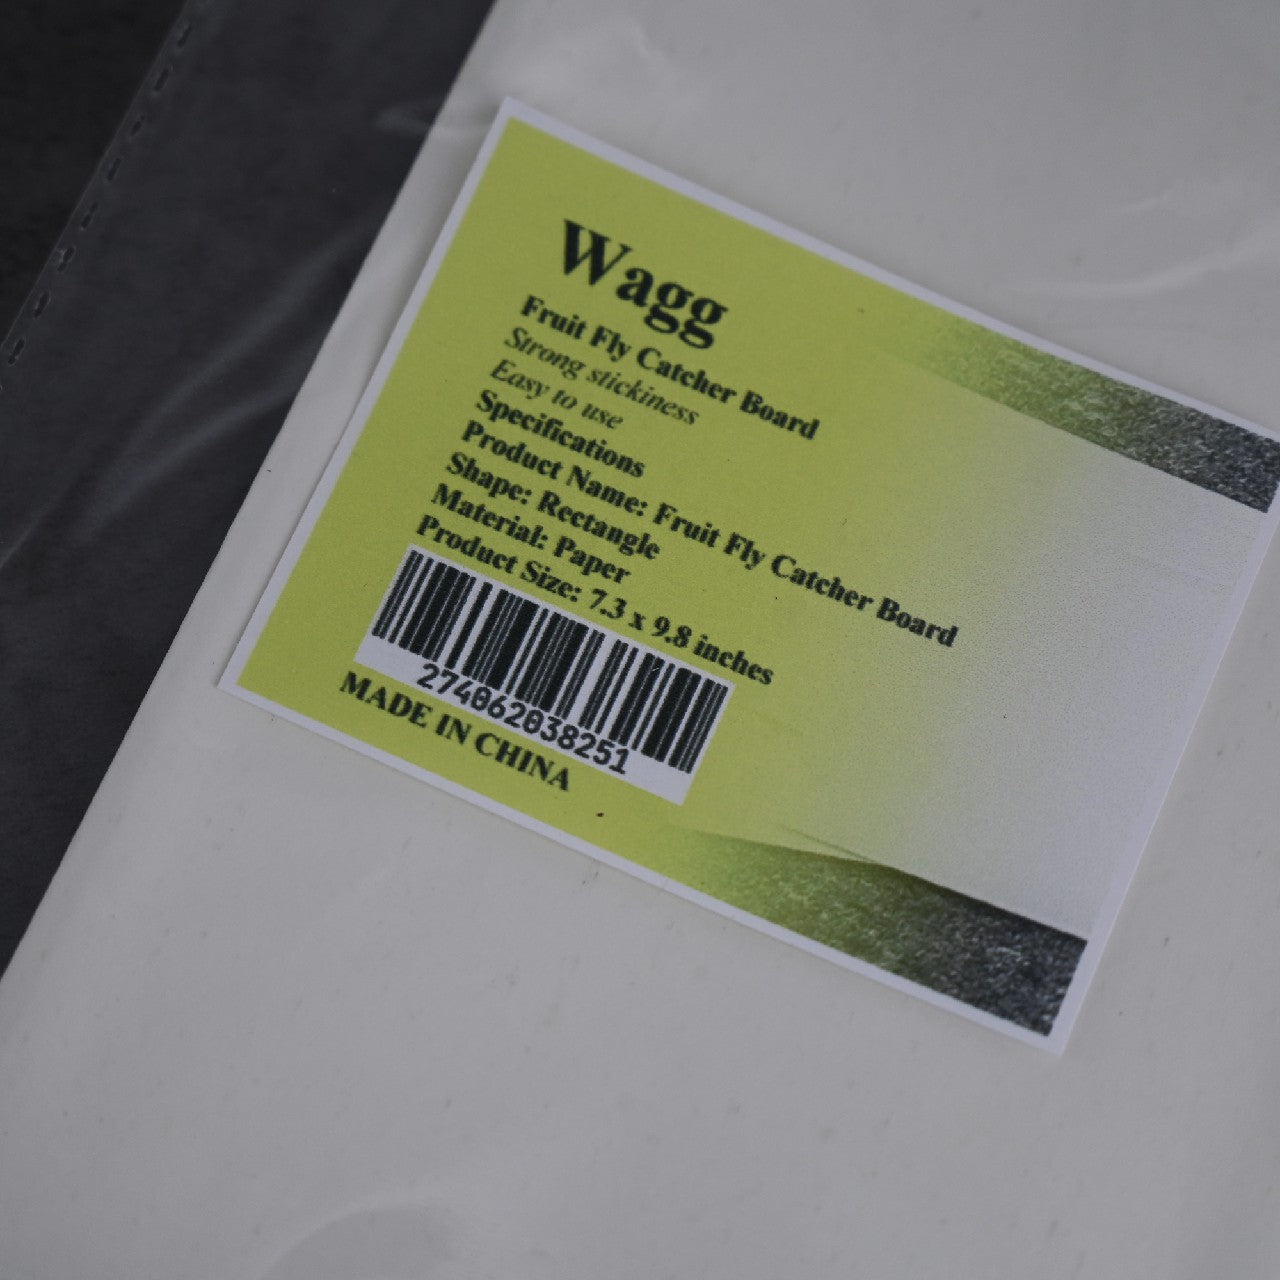 Wagg
Fruit Fly Catcher Board
Strong stickiness
Easy to use
Specifications
Product Name: Fruit Fly Catcher Board
Shape: Rectangle
Material: Paper
Product Size: 7.3 x 9.8 inches
274062038251
MADE IN CHINA